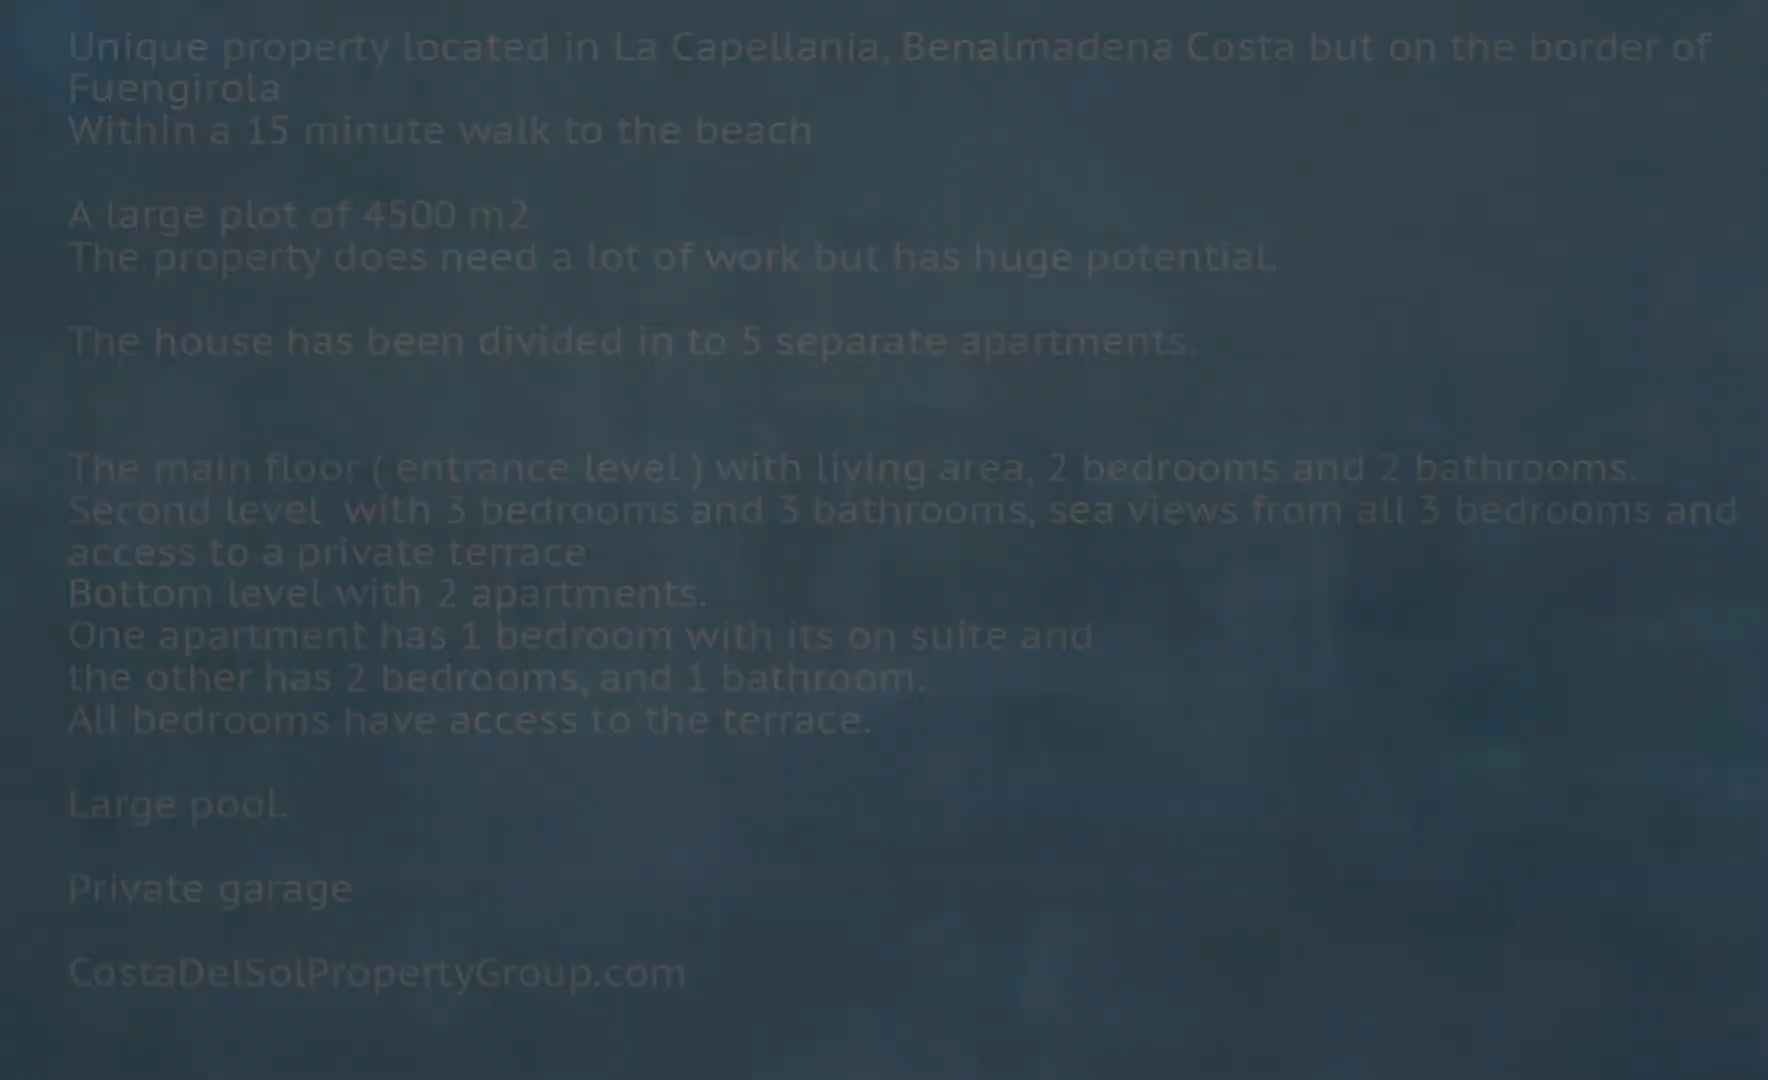 Unique property located in La Capellania, Benalmadena Costa but on the border of
Fuengirola
Within a 15 minute walk to the beach
A large plot of 4500 m2
The property does need a lot of work but has huge potential.
The house has been divided in to 5 separate apartments.
The main floor ( entrance level ) with living area, 2 bedrooms and 2 bathrooms.
Second level  with 3 bedrooms and 3 bathrooms, sea views from all 3 bedrooms and
access to a private terrace
Bottom level with 2 apartments.
One apartment has 1 bedroom with its on suite and
the other has 2 bedrooms, and 1 bathroom.
All bedrooms have access to the terrace.
Large pool.
Private garage
CostaDelSolPropertyGroup.com